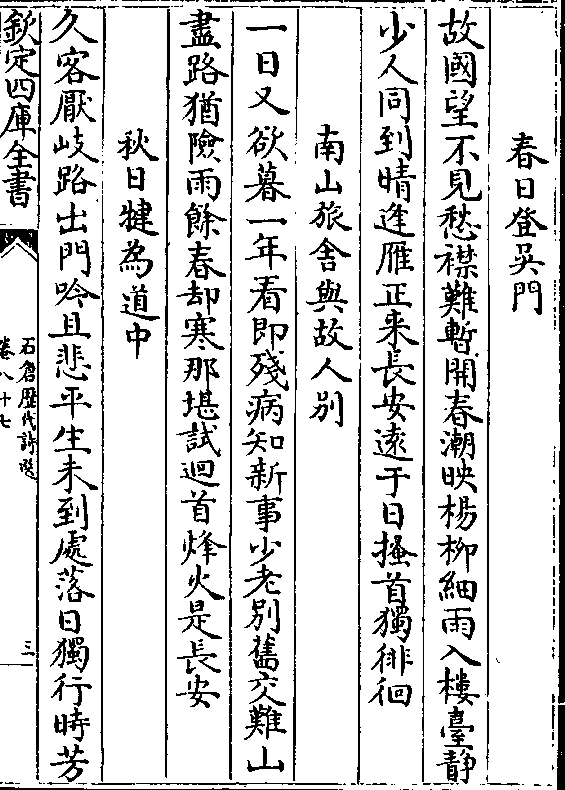 春日登吳門
故國望不見愁襟難暫開春潮映楊柳細雨入樓臺靜
少人同到晴逢雁正來長安遠于日搔首獨徘徊
南山旅舍與故人別
一日又欲暮一年看即殘病知新事少老別舊交難山
盡路猶險雨餘春却寒那堪試迴首烽火是長安
秋日犍為道中
久客厭岐路出門吟且悲平生未到處落日獨行時芳
欽定四庫全書
石倉歷代詩選
卷八十七
三